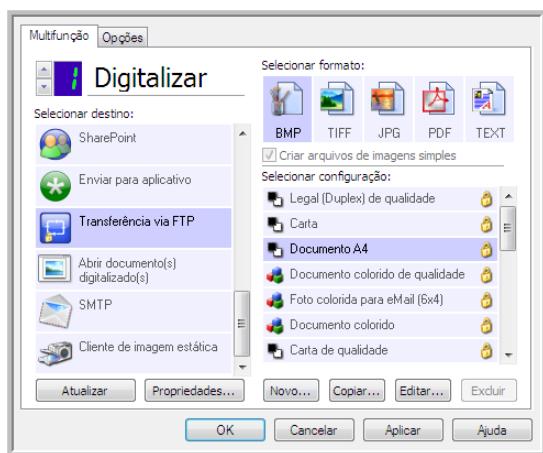 Multifunção
Opções
1
Digitalizar
Selecionar destino:
SharePoint
Enviar para aplicativo
Transferência via FTP
Abrir documento(s)
digitalizado(s)
SMTP
Cliente de imagem estática
Atualizar
Propriedades...
Selecionar formato:
BMP
TIFF
JPG
PDF
TEXT
Criar arquivos de imagens simples
Selecionar configuração:
Legal (Duplex) de qualidade
Carta
Documento A4
Documento colorido de qualidade
Foto colorida para eMail (6x4)
Documento colorido
Carta de qualidade
Novo...
Copiar...
Editar...
Excluir
OK
Cancelar
Aplicar
Ajuda